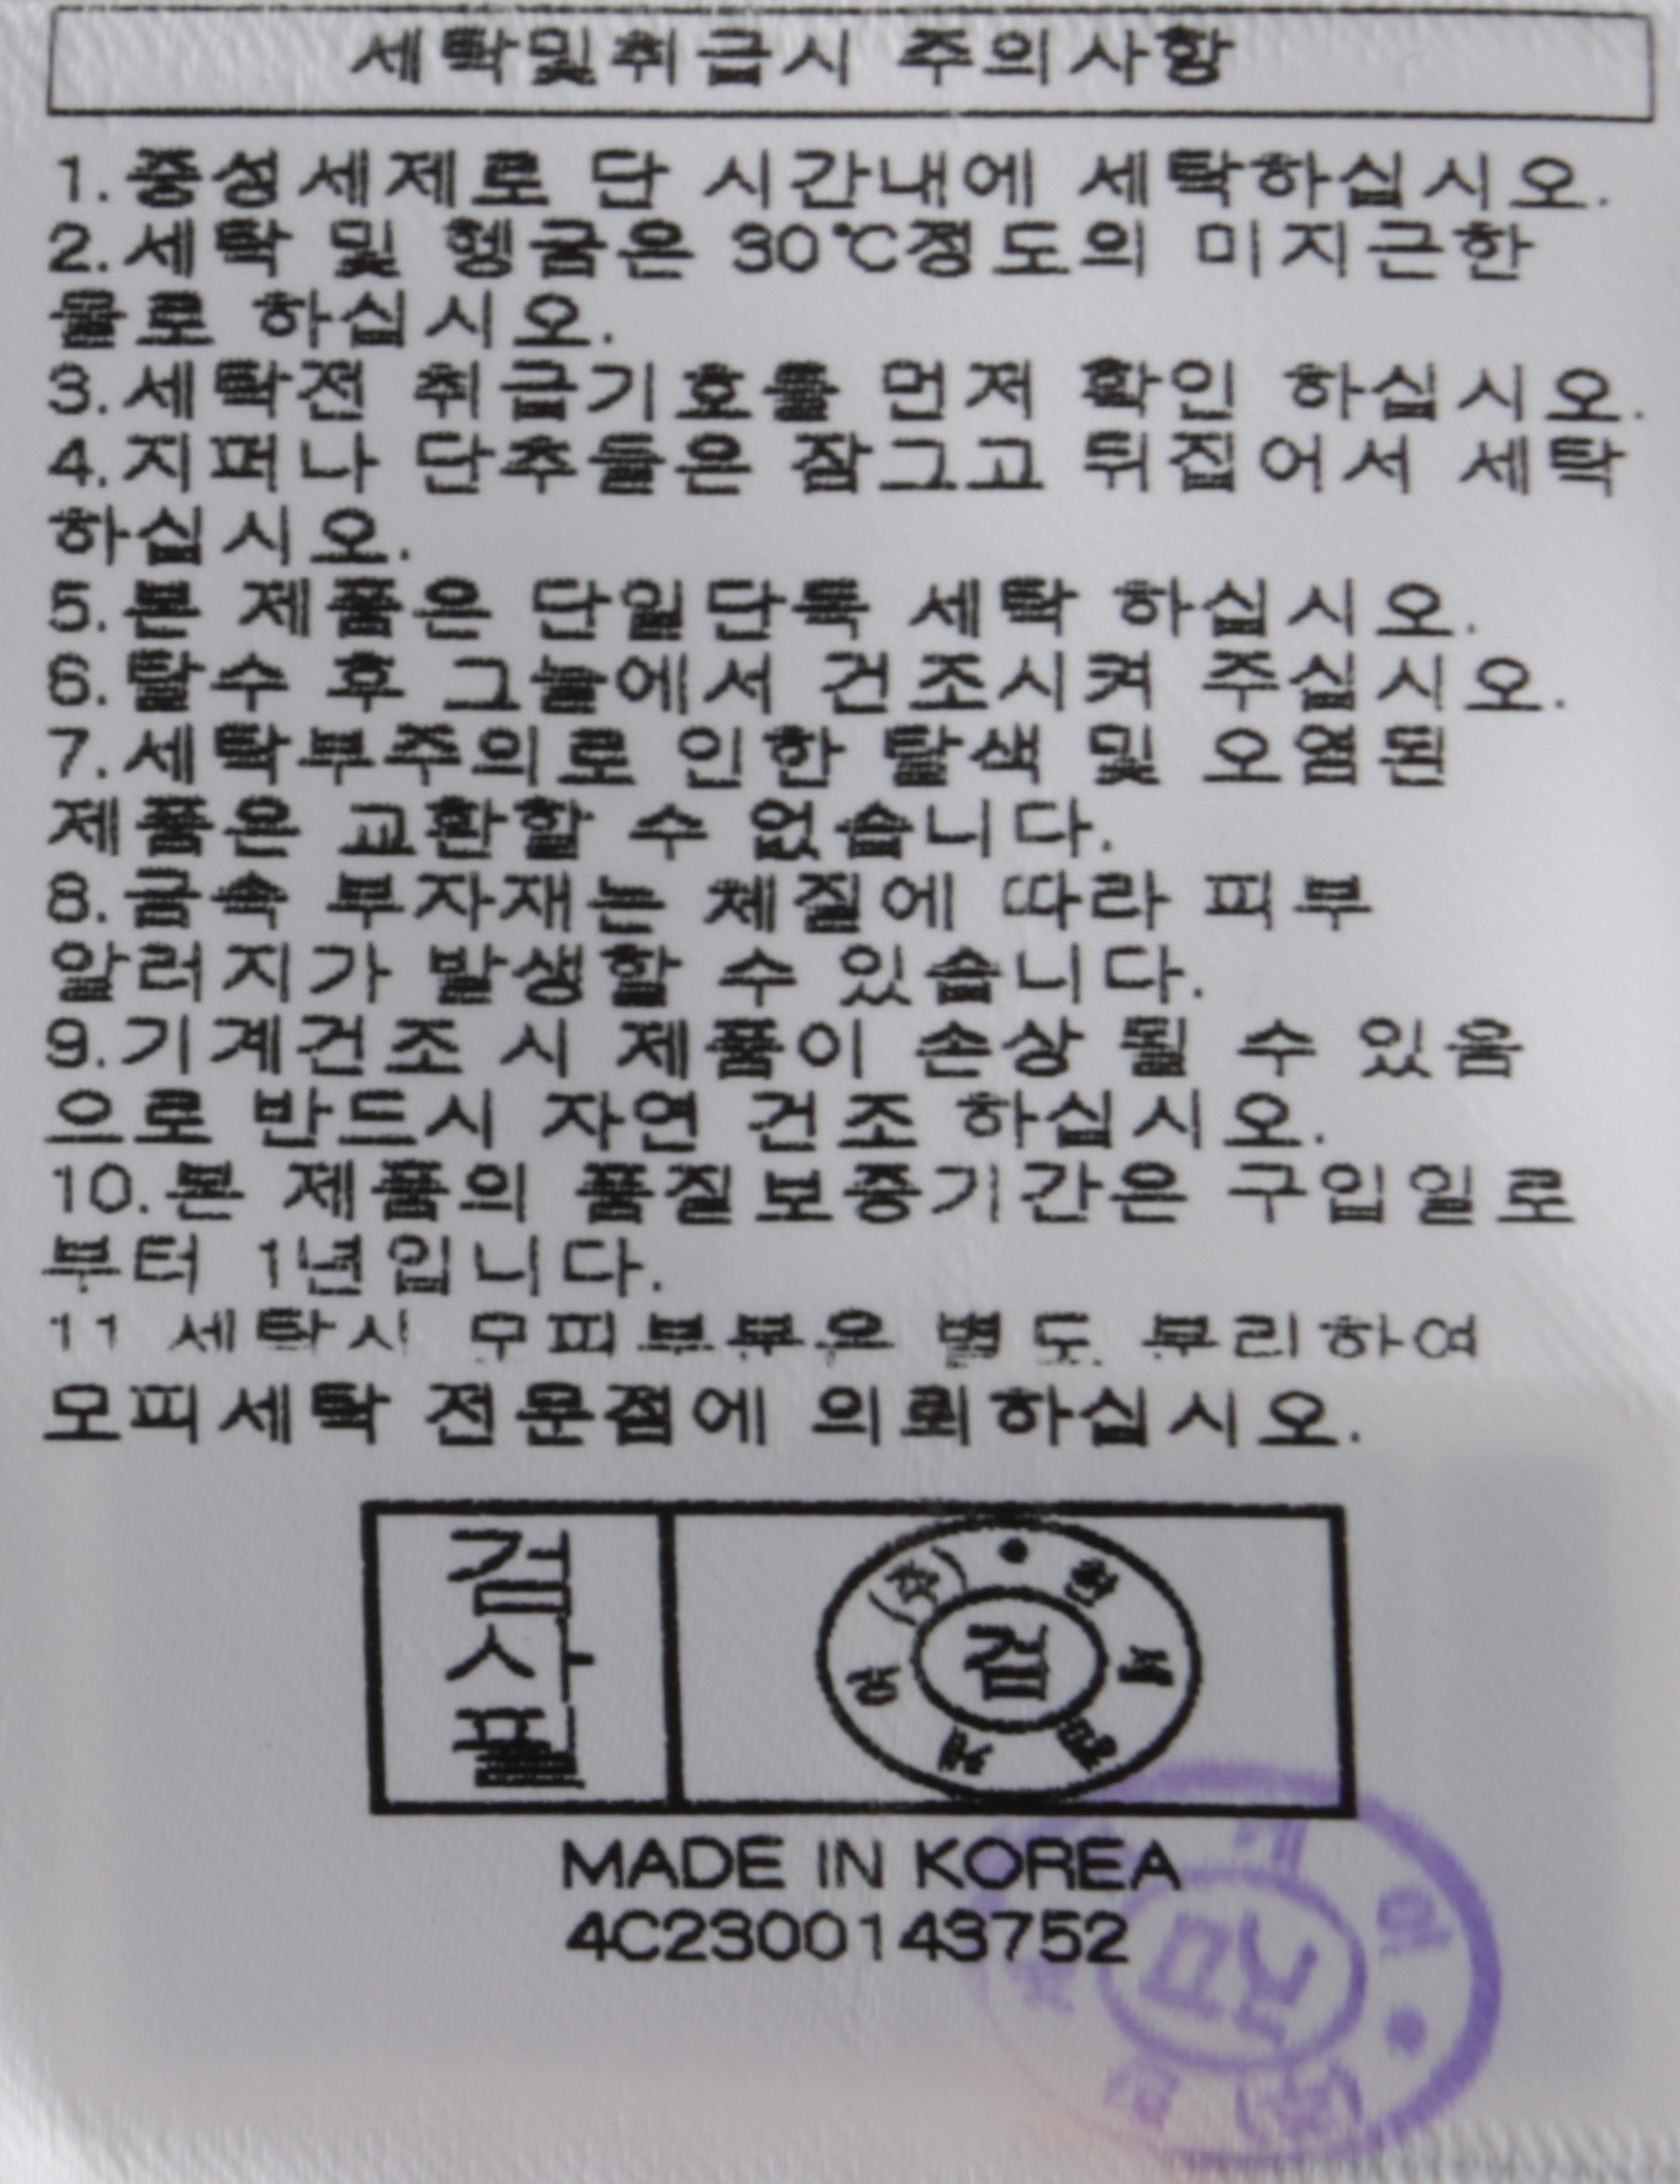 세탁및취급시 주의사항
1.중성세제로 단 시간내에 세탁하십시오.
2.세탁 및 헹굼은 30℃정도의 미지근한
물로 하십시오.
3.세탁전 취급기호를 먼저 확인 하십시오.
4.지퍼나 단추들은 잠그고 뒤집어서 세탁
하십시오.
5.본 제품은 단일단독 세탁 하십시오.
6.탈수 후 그늘에서 건조시켜 주십시오.
7.세탁부주의로 인한 탈색 및 오염된
제품은 교환할 수 없습니다.
8.금속 부자재는 체질에 따라 피부
알러지가 발생할 수 있습니다.
9.기계건조 시 제품이 손상 될 수 있음
으로 반드시 자연 건조 하십시오.
10.본 제품의 품질보증기간은 구입일로
부터 1년입니다.
11 세탁시 모피부분은 별도 분리하여
모피세탁 전문점에 의뢰하십시오.
검사필
(주)
검
MADE IN KOREA
4C2300143752
검